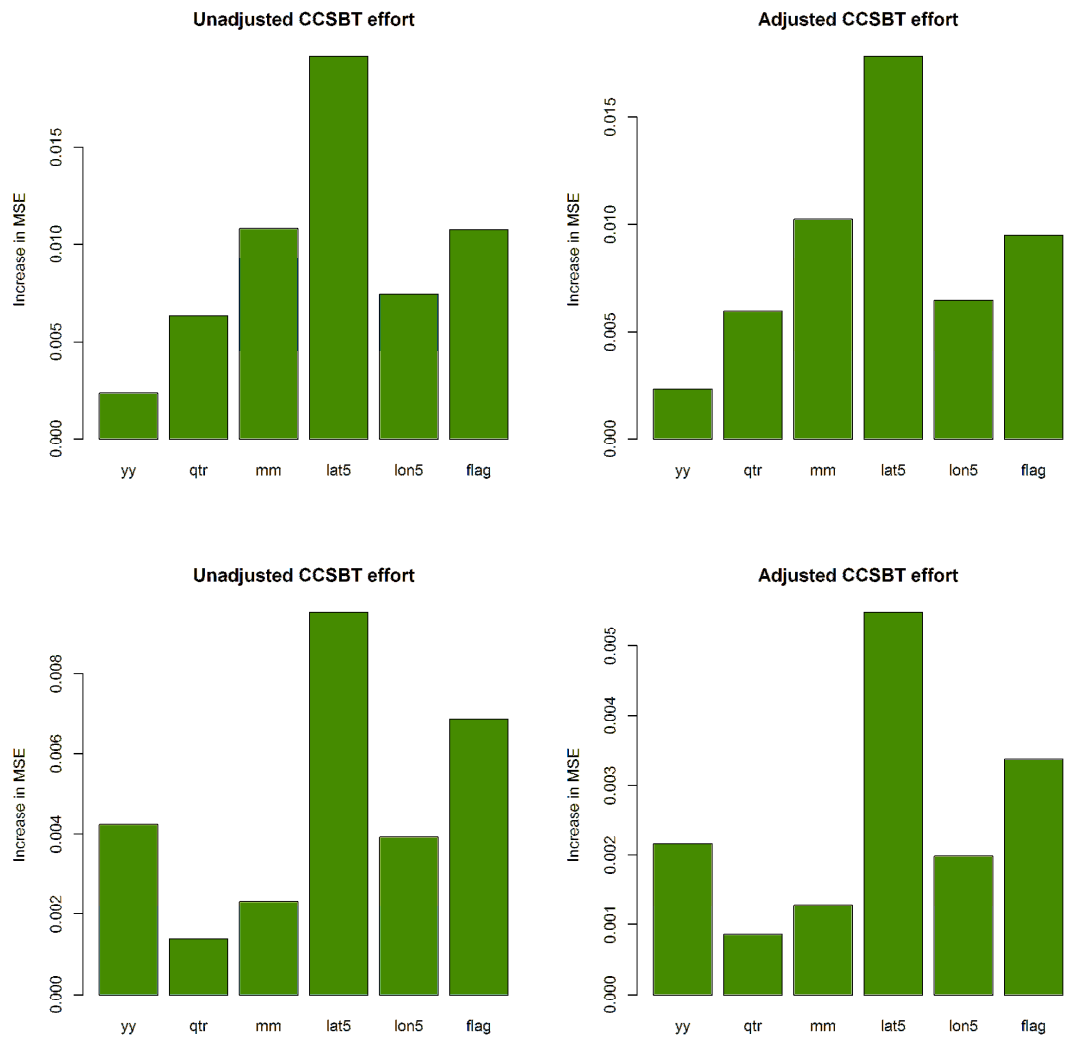 Unadjusted CCSBT effort
Increase in MSE
0.015
0.010
0.005
0.000
yy qtr mm lat5 lon5 flag
Adjusted CCSBT effort
Increase in MSE
0.015
0.010
0.005
0.000
yy qtr mm lat5 lon5 flag
Unadjusted CCSBT effort
Increase in MSE
0.008
0.006
0.004
0.002
0.000
yy qtr mm lat5 lon5 flag
Adjusted CCSBT effort
Increase in MSE
0.005
0.004
0.003
0.002
0.001
0.000
yy qtr mm lat5 lon5 flag